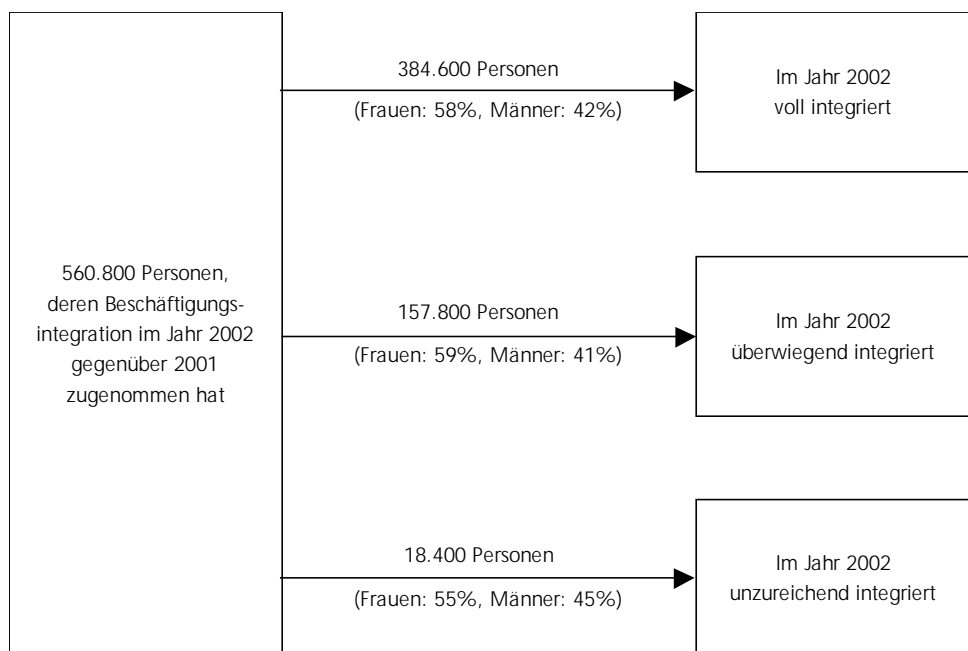 560.800 Personen,
deren Beschäftigungs-
integration im Jahr 2002
gegenüber 2001
zugenommen hat
384.600 Personen
(Frauen: 58%, Männer: 42%)
Im Jahr 2002
voll integriert
157.800 Personen
(Frauen: 59%, Männer: 41%)
Im Jahr 2002
überwiegend integriert
18.400 Personen
(Frauen: 55%, Männer: 45%)
Im Jahr 2002
unzureichend integriert